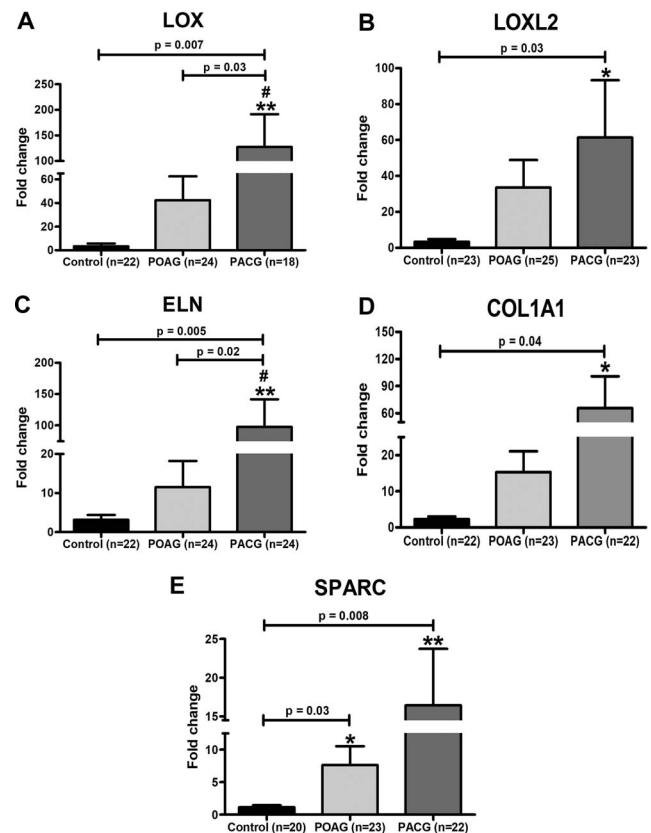 A
LOX
p = 0.007
p = 0.03
#
**
Fold change
250
200
150
100
60
40
20
0
Control (n=22) POAG (n=24) PACG (n=18)
B
LOXL2
p = 0.03
*
Fold change
100
80
60
40
20
0
Control (n=23) POAG (n=25) PACG (n=23)
C
ELN
p = 0.005
p = 0.02
#
**
Fold change
200
150
100
50
20
10
0
Control (n=22) POAG (n=24) PACG (n=24)
D
COL1A1
p = 0.04
*
Fold change
150
120
90
60
20
10
0
Control (n=22) POAG (n=23) PACG (n=22)
E
SPARC
p = 0.008
**
p = 0.03
*
Fold change
25
20
15
10
5
0
Control (n=20) POAG (n=23) PACG (n=22)